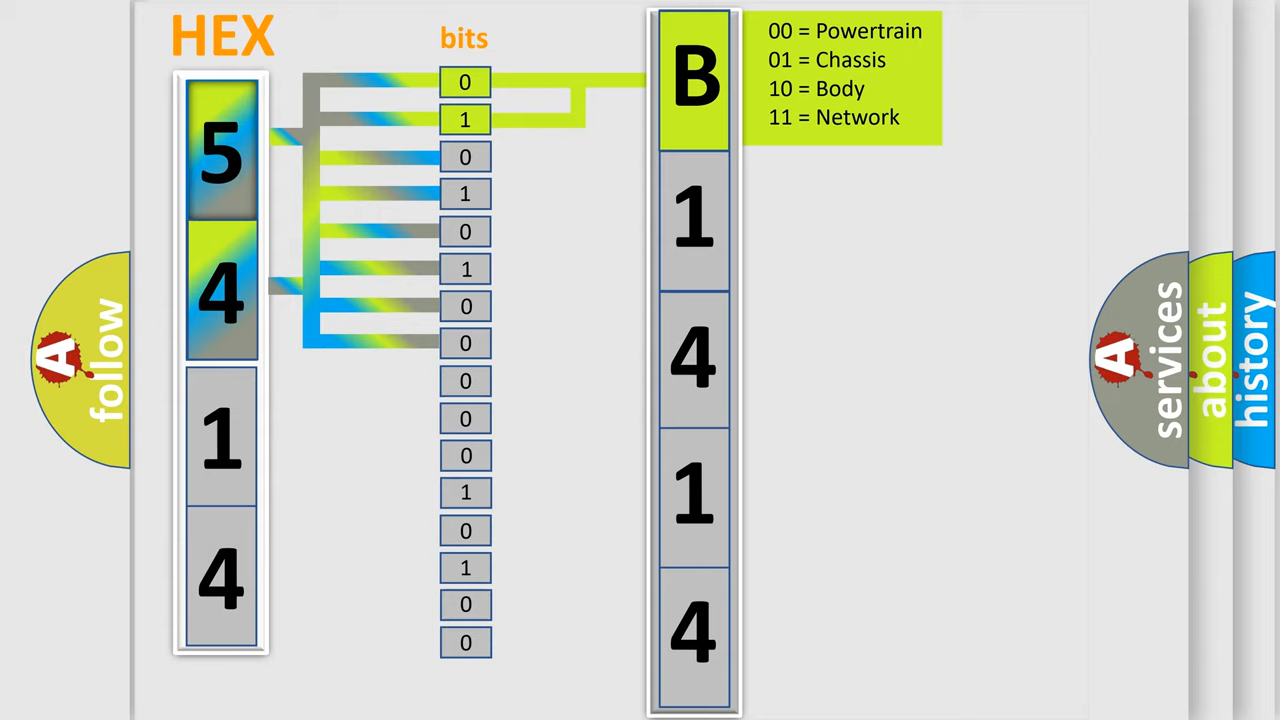 HEX
5
4
1
4
bits
0
1
0
1
0
1
0
0
0
0
0
1
0
1
0
0
B
1
4
1
4
00 = Powertrain
01 = Chassis
10 = Body
11 = Network
A
follow
A
services
about
history